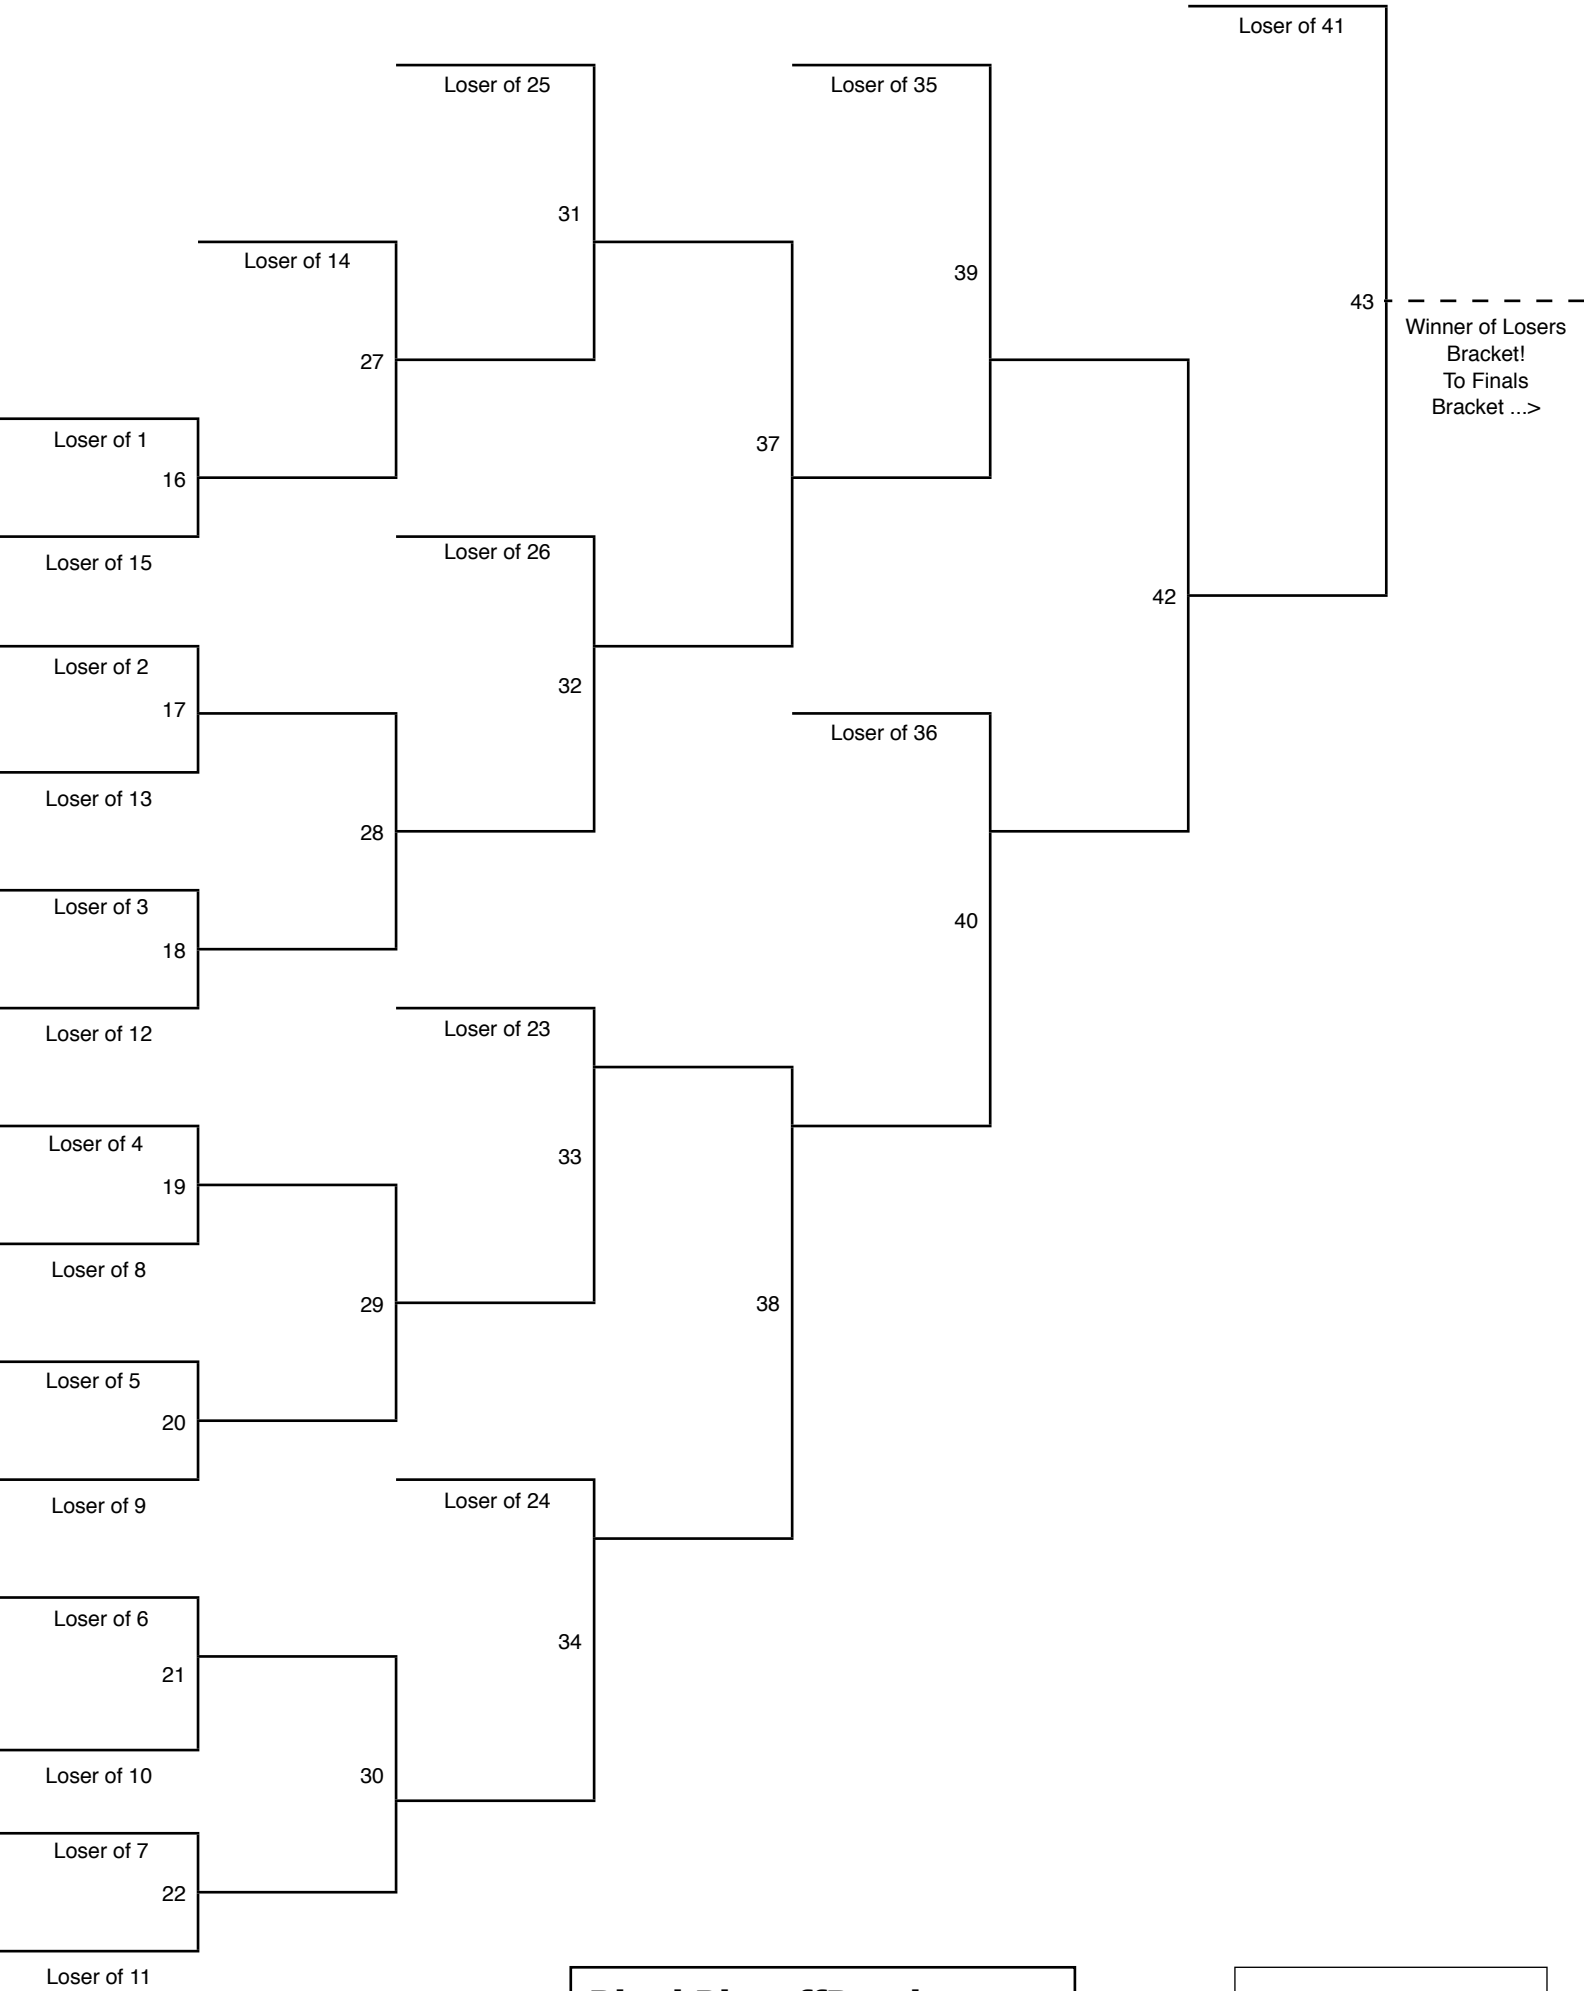 Loser of 41
Loser of 25
Loser of 35
31
Loser of 14
39
43
Winner of Losers
Bracket!
To Finals
Bracket ...>
27
Loser of 1
37
16
Loser of 26
Loser of 15
42
Loser of 2
32
17
Loser of 36
Loser of 13
28
Loser of 3
40
18
Loser of 23
Loser of 12
Loser of 4
33
19
Loser of 8
29
38
Loser of 5
20
Loser of 24
Loser of 9
Loser of 6
34
21
Loser of 10
30
Loser of 7
22
Loser of 11